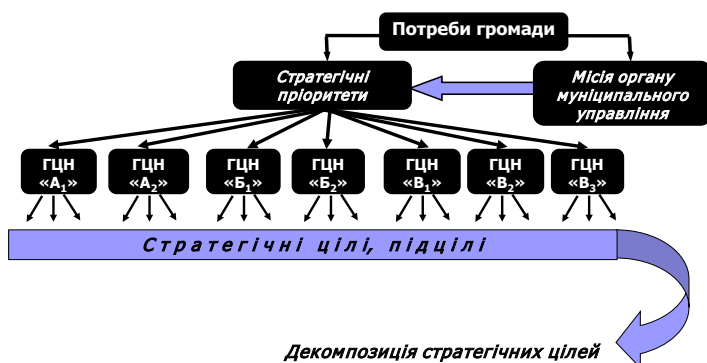 Потреби громади
Стратегічні
пріоритети
Місія органу
муніципального
управління
ГЦН
«А₁»
ГЦН
«А₂»
ГЦН
«Б₁»
ГЦН
«Б₂»
ГЦН
«В₁»
ГЦН
«В₂»
ГЦН
«В₃»
Стратегічні цілі, підцілі
Декомпозиція стратегічних цілей